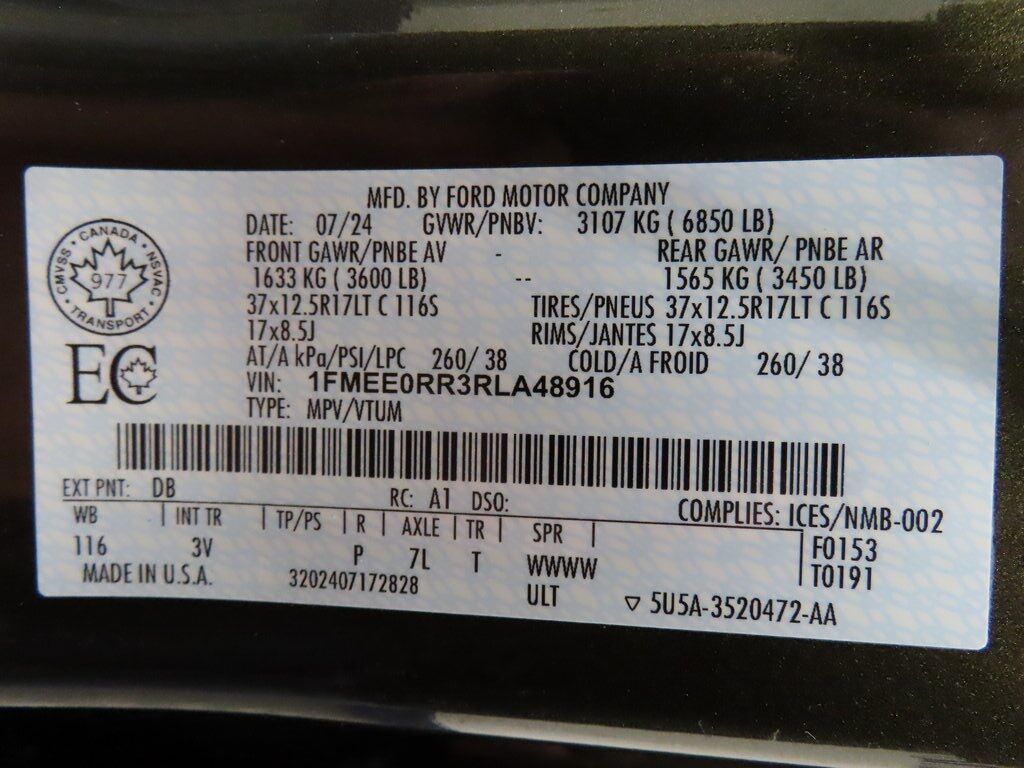 MFD. BY FORD MOTOR COMPANY
DATE: 07/24 GVWR/PNBV: 3107 KG ( 6850 LB)
FRONT GAWR/PNBE AV - REAR GAWR/ PNBE AR
1633 KG ( 3600 LB) -- 1565 KG ( 3450 LB)
37x12.5R17LT C 116S TIRES/PNEUS 37x12.5R17LT C 116S
17x8.5J RIMS/JANTES 17x8.5J
AT/A kPa/PSI/LPC 260/ 38 COLD/A FROID 260/ 38
VIN: 1FMEE0RR3RLA48916
TYPE: MPV/VTUM
CANADA
CMVSS NSVAC
977
TRANSPORT
EC
EXT PNT: DB RC: A1 DSO: COMPLIES: ICES/NMB-002
WB | INT TR | TP/PS | R | AXLE | TR | SPR | F0153
116 3V P 7L T WWWW T0191
MADE IN U.S.A. 3202407172828 ULT ▽ 5U5A-3520472-AA